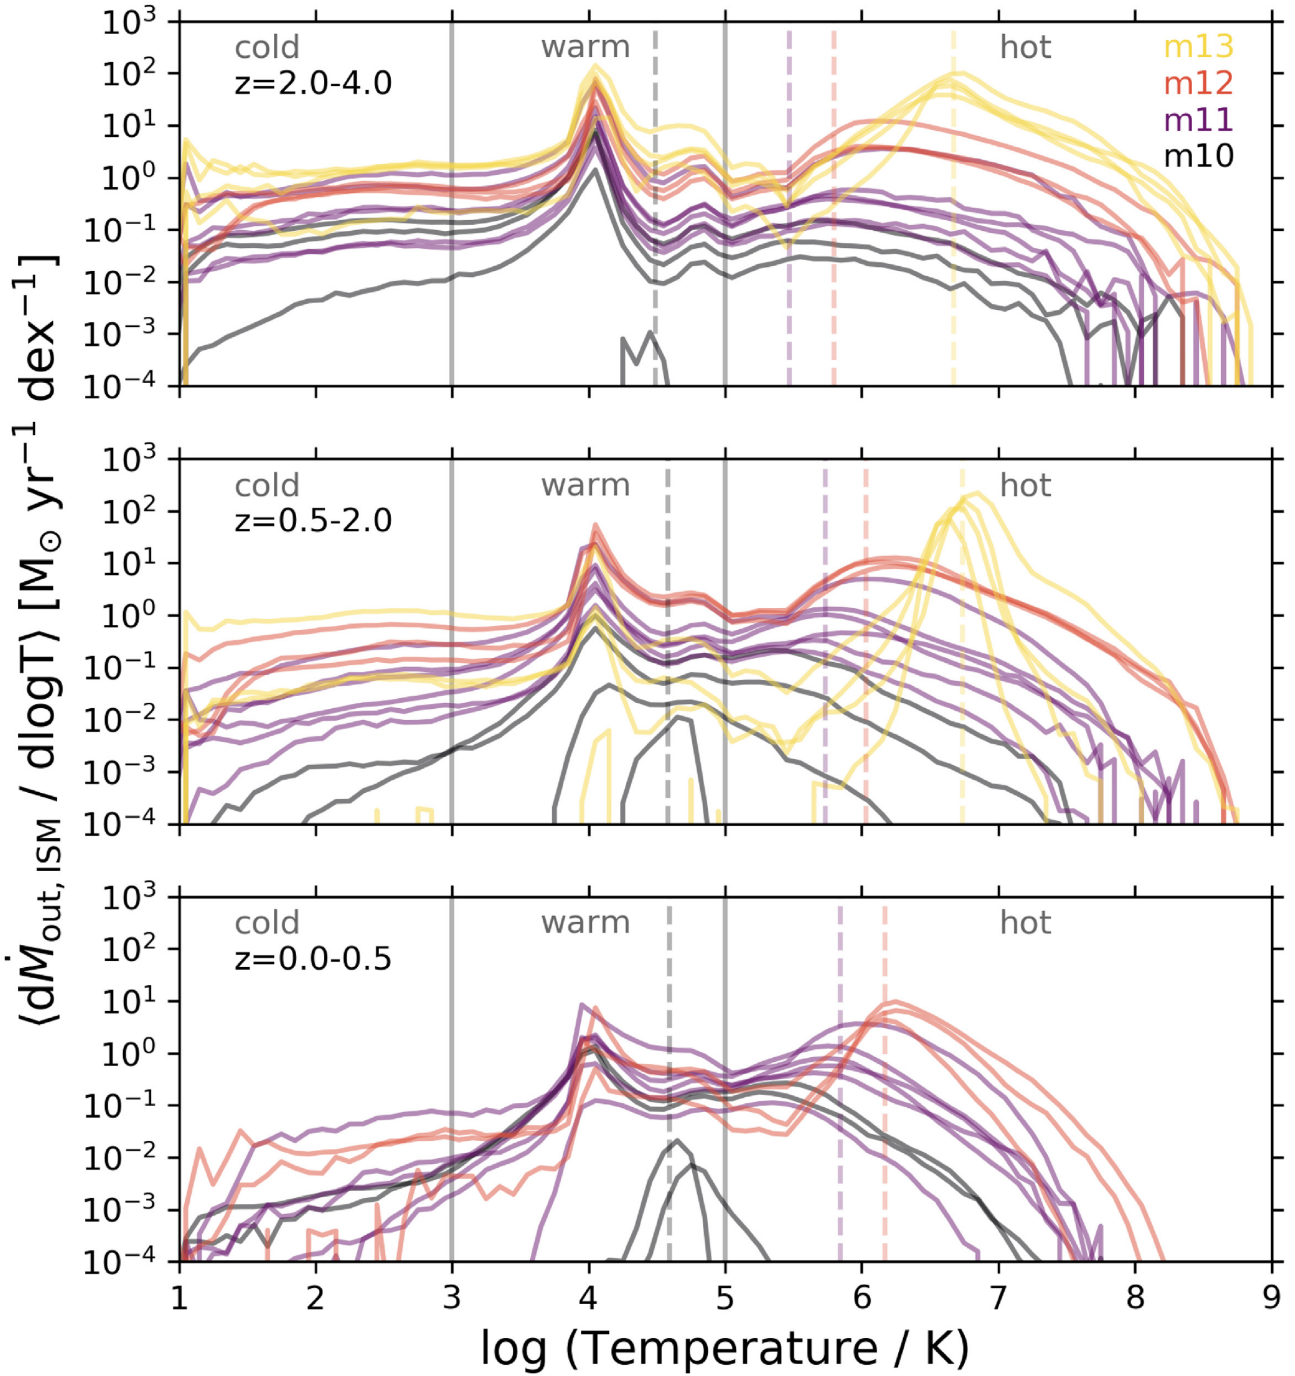 10³
10²
10¹
10⁰
10⁻¹
10⁻²
10⁻³
10⁻⁴
cold
z=2.0-4.0
warm
hot
m13
m12
m11
m10
10³
10²
10¹
10⁰
10⁻¹
10⁻²
10⁻³
10⁻⁴
cold
z=0.5-2.0
warm
hot
10³
10²
10¹
10⁰
10⁻¹
10⁻²
10⁻³
10⁻⁴
cold
z=0.0-0.5
warm
hot
1 2 3 4 5 6 7 8 9
log (Temperature / K)
⟨dṀout, ISM / dlogT⟩ [M⊙ yr⁻¹ dex⁻¹]